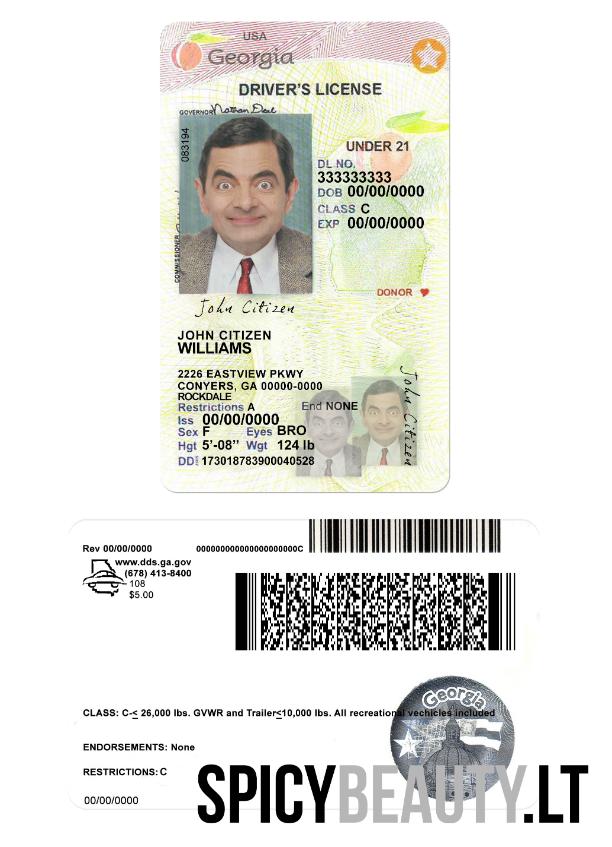 USA
Georgia
DRIVER'S LICENSE
GOVERNOR Nathan Deal
083194
UNDER 21
DL NO.
333333333
DOB 00/00/0000
CLASS C
EXP 00/00/0000
COMMISSIONER
DONOR
John Citizen
JOHN CITIZEN
WILLIAMS
2226 EASTVIEW PKWY
CONYERS, GA 00000-0000
ROCKDALE
Restrictions A End NONE
Iss 00/00/0000
Sex F Eyes BRO
Hgt 5'-08" Wgt 124 lb
DD 173018783900040528
John Citizen
Rev 00/00/0000
www.dds.ga.gov
(678) 413-8400
108
$5.00
CLASS: C-< 26,000 lbs. GVWR and Trailer<10,000 lbs. All recreational vechicles included
Georgia
ENDORSEMENTS: None
RESTRICTIONS: C
00/00/0000
SPICYBEAUTY.LT